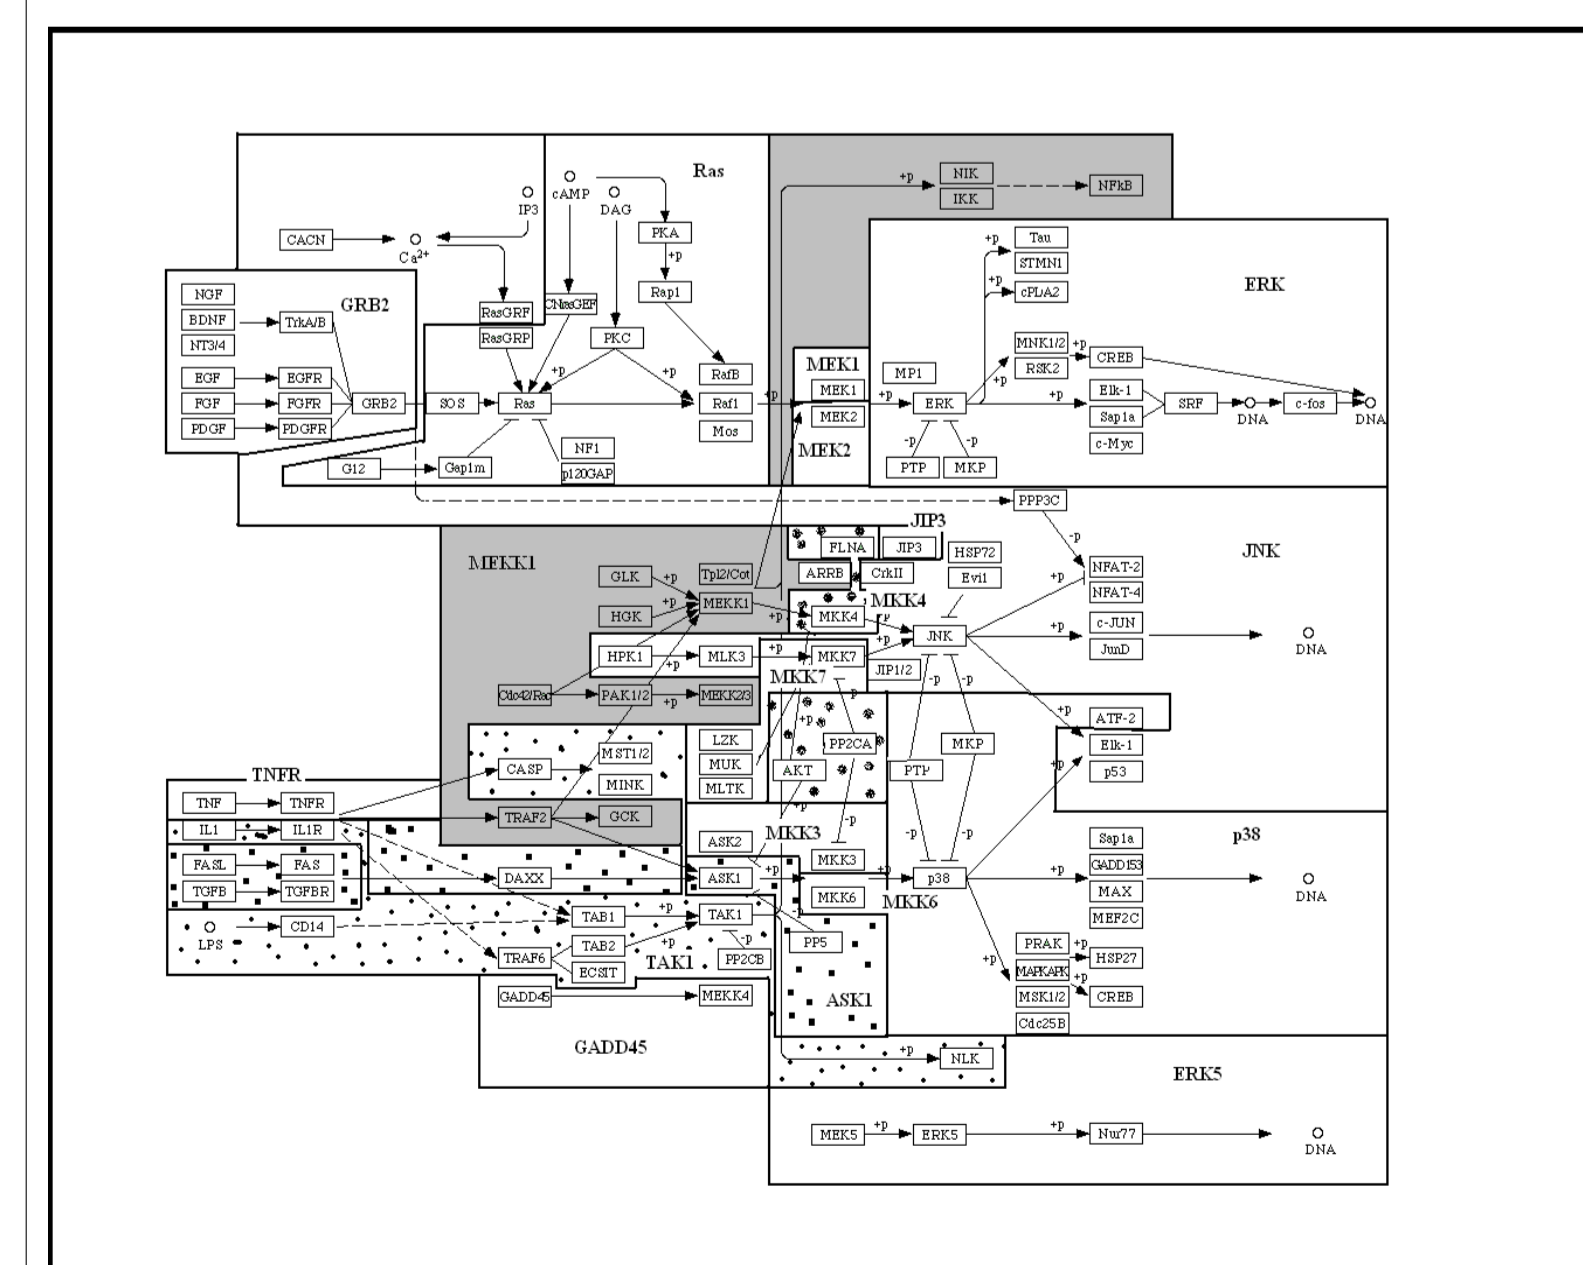 Ras
NIK
+p
NFkB
IKK
cAMP
IP3
DAG
PKA
CACN
Ca2+
+p
+p
Tau
STMN1
ERK
NGF
GRB2
BDNF
TrkA/B
NT3/4
RasGRF
CNrasGEF
Rap1
+p
cPLA2
RasGRP
PKC
MNK1/2
+p
CREB
RSK2
MEK1
EGF
EGFR
+p
+p
RafB
MP1
+p
FGF
FGFR
GRB2
SOS
Ras
Raf1
+p
MEK1
+p
ERK
+p
Elk-1
SRF
DNA
c-fos
DNA
MEK2
Sap1a
PDGF
PDGFR
Mos
c-Myc
NF1
MEK2
-p
-p
G12
Gap1m
p120GAP
PTP
MKP
PPP3C
JIP3
-p
MEKK1
FLNA
JIP3
HSP72
JNK
GLK
+p
Tpl2/Cot
ARRB
CrkII
Evi1
+p
NFAT-2
NFAT-4
HGK
+p
MEKK1
+p
MKK4
MKK4
+p
JNK
+p
c-JUN
DNA
HPK1
+p
MLK3
+p
MKK7
JunD
MKK7
JIP1/2
-p
-p
Cdc42/Rac
PAK1/2
+p
MEKK2/3
-p
+p
ATF-2
+p
LZK
PP2CA
MKP
Elk-1
CASP
MST1/2
MUK
AKT
PTP
+p
p53
MINK
MLTK
TNFR
TNF
TNFR
TRAF2
GCK
+p
IL1
IL1R
ASK2
MKK3
-p
-p
-p
Sap1a
p38
FASL
FAS
MKK3
GADD153
DAXX
ASK1
+p
p38
+p
DNA
TGFB
TGFBR
MKK6
MKK6
MAX
TAB1
+p
TAK1
-p
MEF2C
LPS
CD14
TAB2
+p
-p
PP5
PRAK
+p
HSP27
TRAF6
ECSIT
TAK1
PP2CB
+p
MAPKAPK
+p
GADD45
MEKK4
ASK1
MSK1/2
CREB
Cdc25B
GADD45
+p
NLK
ERK5
MEK5
+p
ERK5
+p
Nur77
DNA